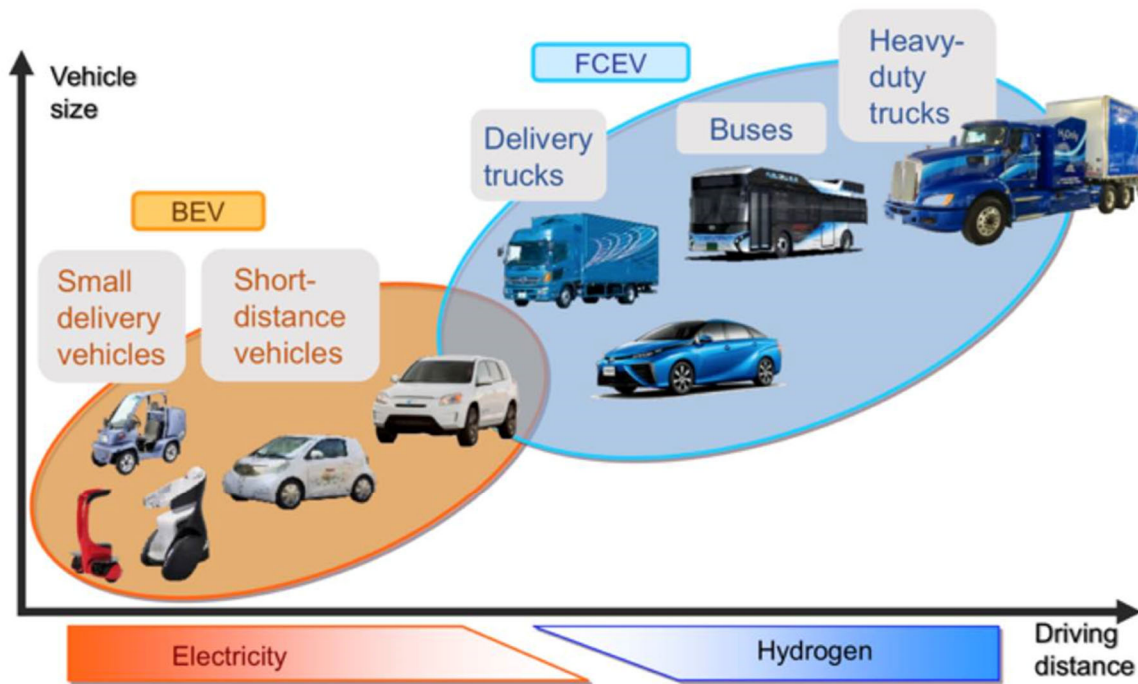 Vehicle
size
FCEV
Heavy-
duty
trucks
Delivery
trucks
Buses
BEV
Small
delivery
vehicles
Short-
distance
vehicles
Electricity
Hydrogen
Driving
distance